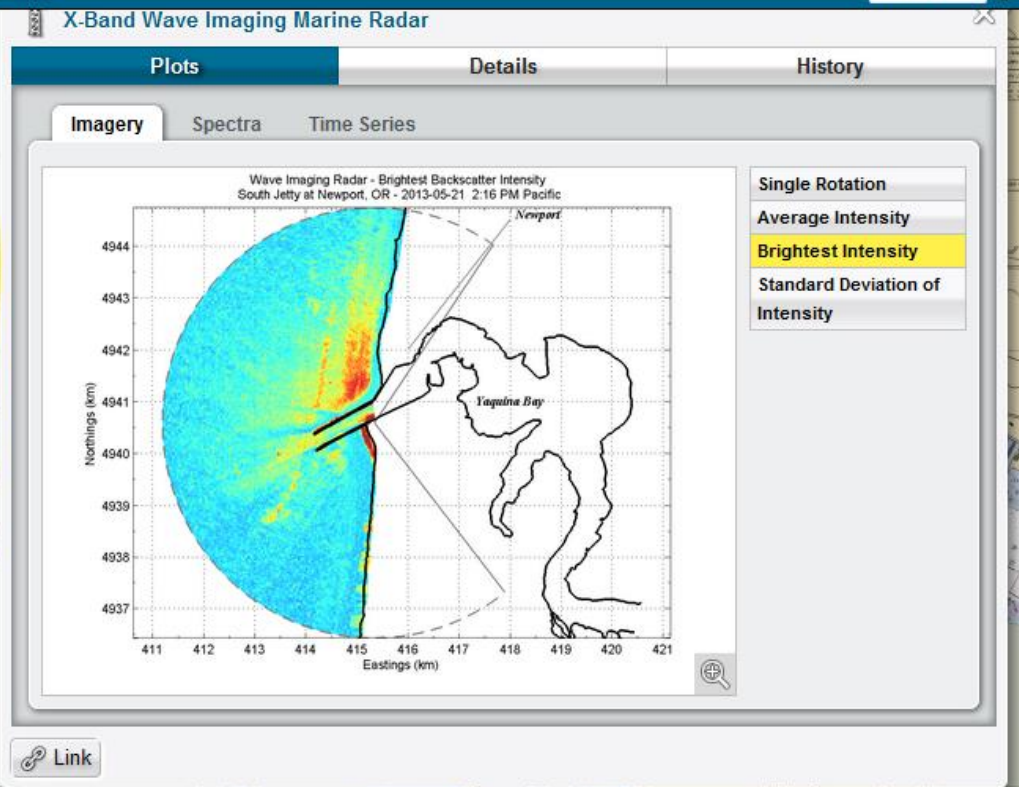 X-Band Wave Imaging Marine Radar
Plots Details History
Imagery Spectra Time Series
Wave Imaging Radar - Brightest Backscatter Intensity
South Jetty at Newport, OR - 2013-05-21 2:16 PM Pacific
Newport
Yaquina Bay
4944
4943
4942
4941
4940
4939
4938
4937
Northings (km)
411 412 413 414 415 416 417 418 419 420 421
Eastings (km)
Single Rotation
Average Intensity
Brightest Intensity
Standard Deviation of
Intensity
Link